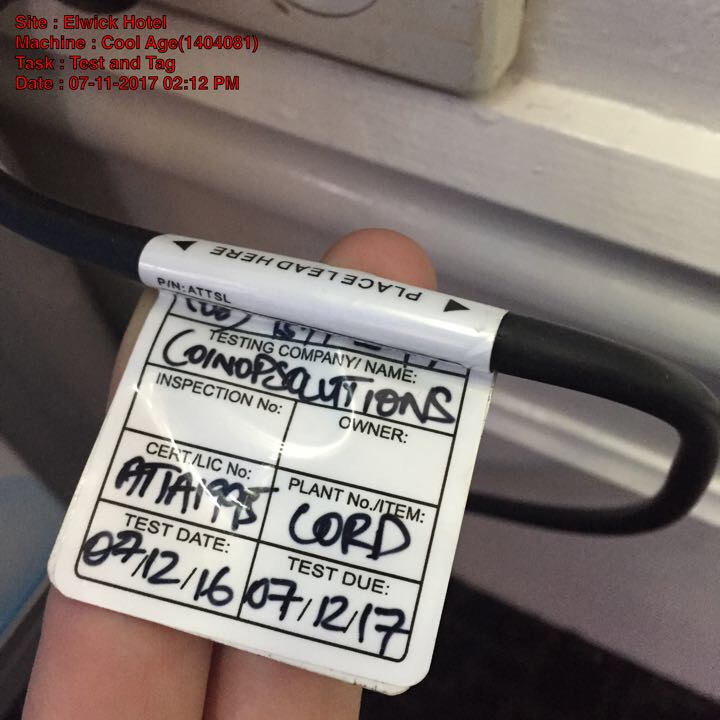 Site : Elwick Hotel
Machine : Cool Age(1404081)
Task : Test and Tag
Date : 07-11-2017 02:12 PM
PLACE LEAD HERE
P/N: ATTSL
TESTING COMPANY/ NAME:
COINOPSOLUTIONS
INSPECTION No:
OWNER:
CERT/LIC No:
ATTA1995
PLANT No./ITEM:
CORD
TEST DATE:
07/12/16
TEST DUE:
07/12/17